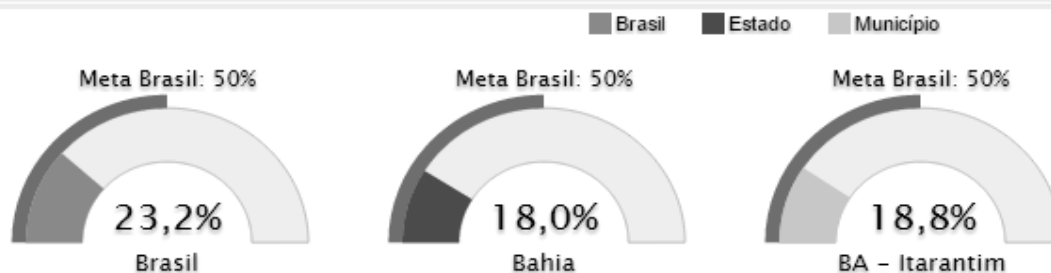 Brasil Estado Município
Meta Brasil: 50% Meta Brasil: 50% Meta Brasil: 50%
23,2% 18,0% 18,8%
Brasil Bahia BA - Itarantim